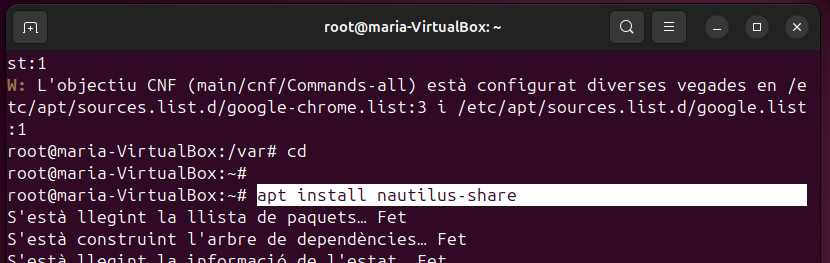 root@maria-VirtualBox: ~
st:1
W: L'objectiu CNF (main/cnf/Commands-all) està configurat diverses vegades en /e
tc/apt/sources.list.d/google-chrome.list:3 i /etc/apt/sources.list.d/google.list
:1
root@maria-VirtualBox:/var# cd
root@maria-VirtualBox:~#
root@maria-VirtualBox:~# apt install nautilus-share
S'està llegint la llista de paquets… Fet
S'està construint l'arbre de dependències… Fet
S'està llegint la informació de l'estat… Fet